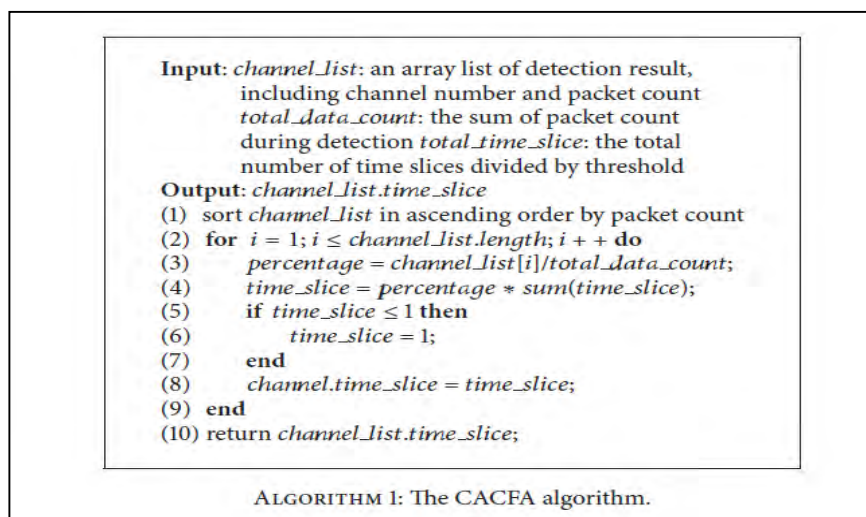 Input: channel_list: an array list of detection result,
including channel number and packet count
total_data_count: the sum of packet count
during detection total_time_slice: the total
number of time slices divided by threshold
Output: channel_list.time_slice
(1) sort channel_list in ascending order by packet count
(2) for i = 1; i ≤ channel_list.length; i + + do
(3) percentage = channel_list[i]/total_data_count;
(4) time_slice = percentage * sum(time_slice);
(5) if time_slice ≤ 1 then
(6) time_slice = 1;
(7) end
(8) channel.time_slice = time_slice;
(9) end
(10) return channel_list.time_slice;
ALGORITHM 1: The CACFA algorithm.